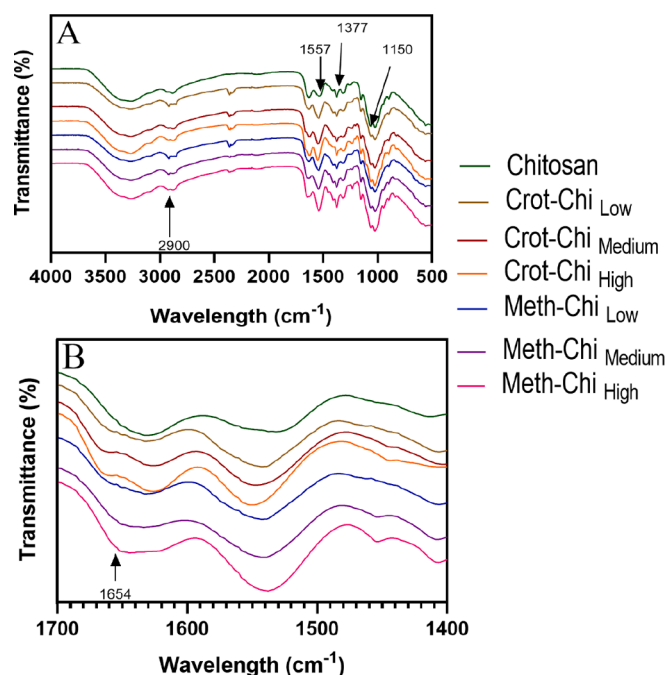 A
1557
1377
1150
2900
Transmittance (%)
4000 3500 3000 2500 2000 1500 1000 500
Wavelength (cm-1)
B
1654
Transmittance (%)
1700 1600 1500 1400
Wavelength (cm-1)
Chitosan
Crot-Chi Low
Crot-Chi Medium
Crot-Chi High
Meth-Chi Low
Meth-Chi Medium
Meth-Chi High